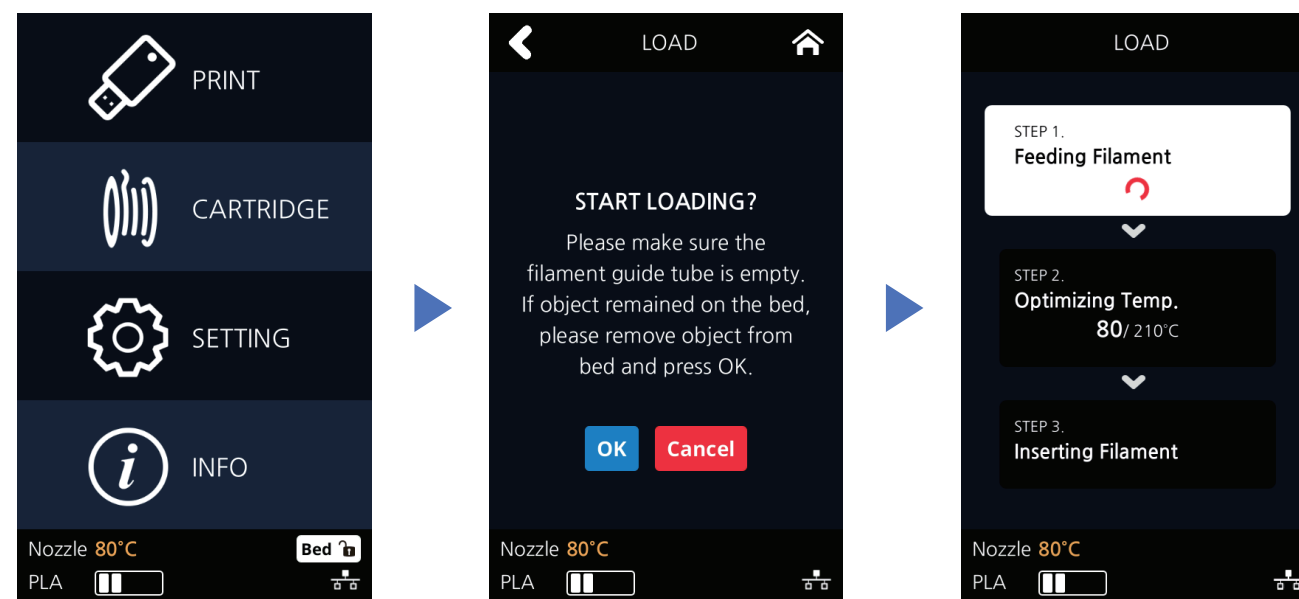 PRINT
CARTRIDGE
SETTING
INFO
Nozzle 80°C
Bed
PLA
LOAD
START LOADING?
Please make sure the
filament guide tube is empty.
If object remained on the bed,
please remove object from
bed and press OK.
OK Cancel
Nozzle 80°C
PLA
LOAD
STEP 1.
Feeding Filament
STEP 2.
Optimizing Temp.
80/ 210°C
STEP 3.
Inserting Filament
Nozzle 80°C
PLA